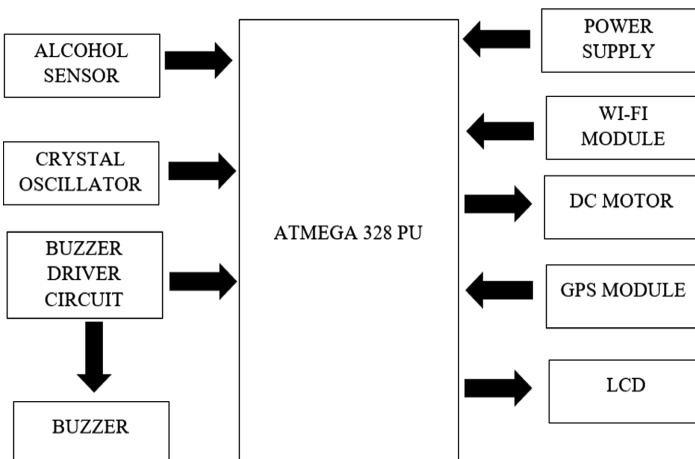 ALCOHOL
SENSOR
CRYSTAL
OSCILLATOR
BUZZER
DRIVER
CIRCUIT
BUZZER
ATMEGA 328 PU
POWER
SUPPLY
WI-FI
MODULE
DC MOTOR
GPS MODULE
LCD